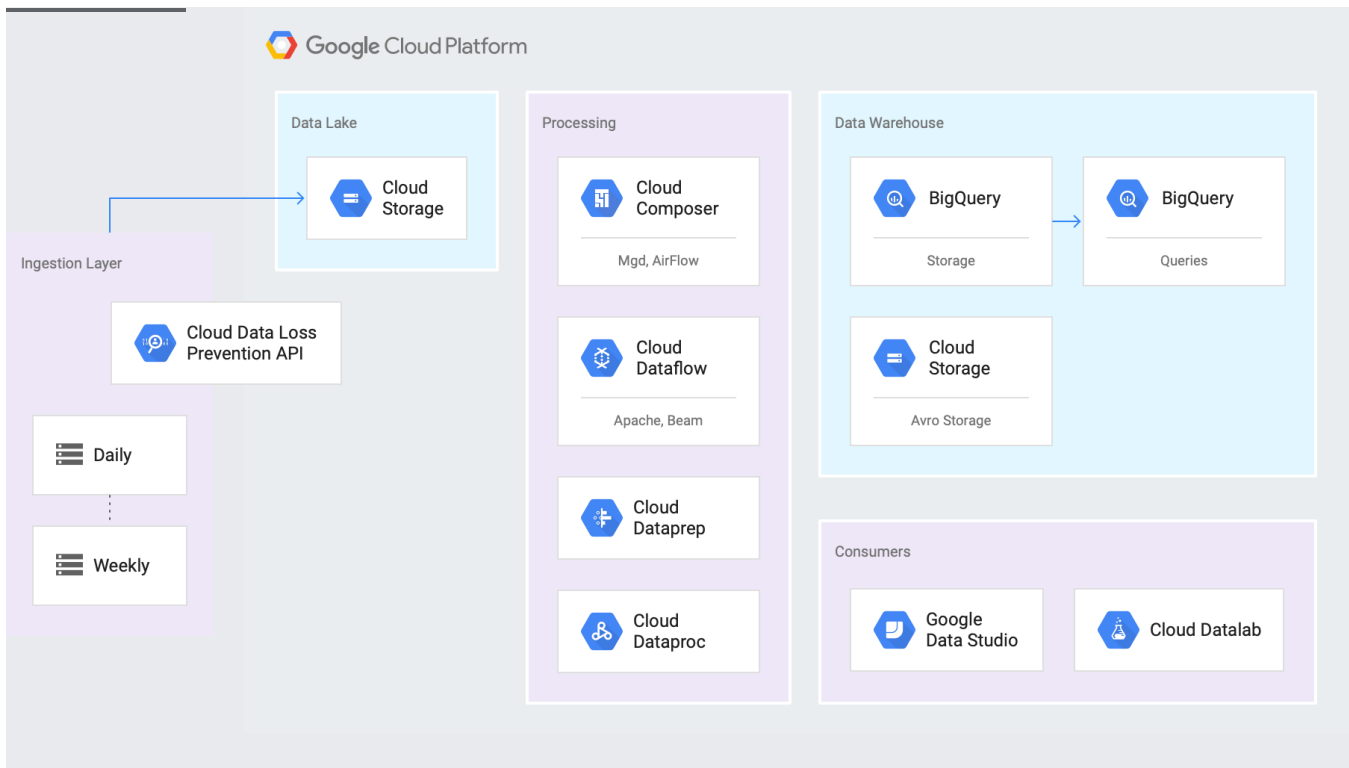 Google Cloud Platform
Data Lake
Cloud
Storage
Ingestion Layer
Cloud Data Loss
Prevention API
Daily
Weekly
Processing
Cloud
Composer
Mgd, AirFlow
Cloud
Dataflow
Apache, Beam
Cloud
Dataprep
Cloud
Dataproc
Data Warehouse
BigQuery
Storage
BigQuery
Queries
Cloud
Storage
Avro Storage
Consumers
Google
Data Studio
Cloud Datalab